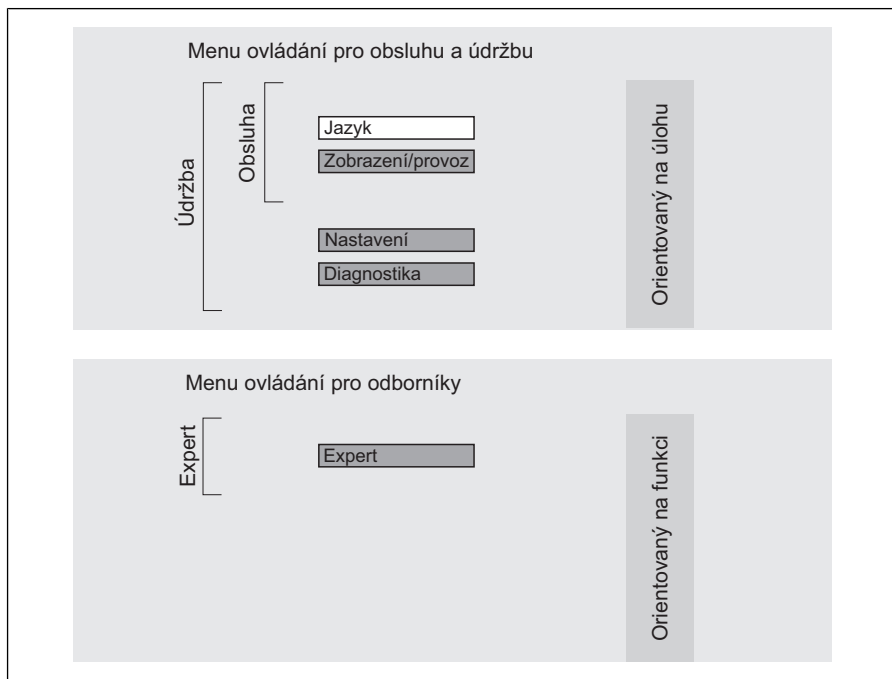 Menu ovládání pro obsluhu a údržbu
Údržba
Obsluha
Jazyk
Zobrazení/provoz
Nastavení
Diagnostika
Orientovaný na úlohu
Menu ovládání pro odborníky
Expert
Expert
Orientovaný na funkci